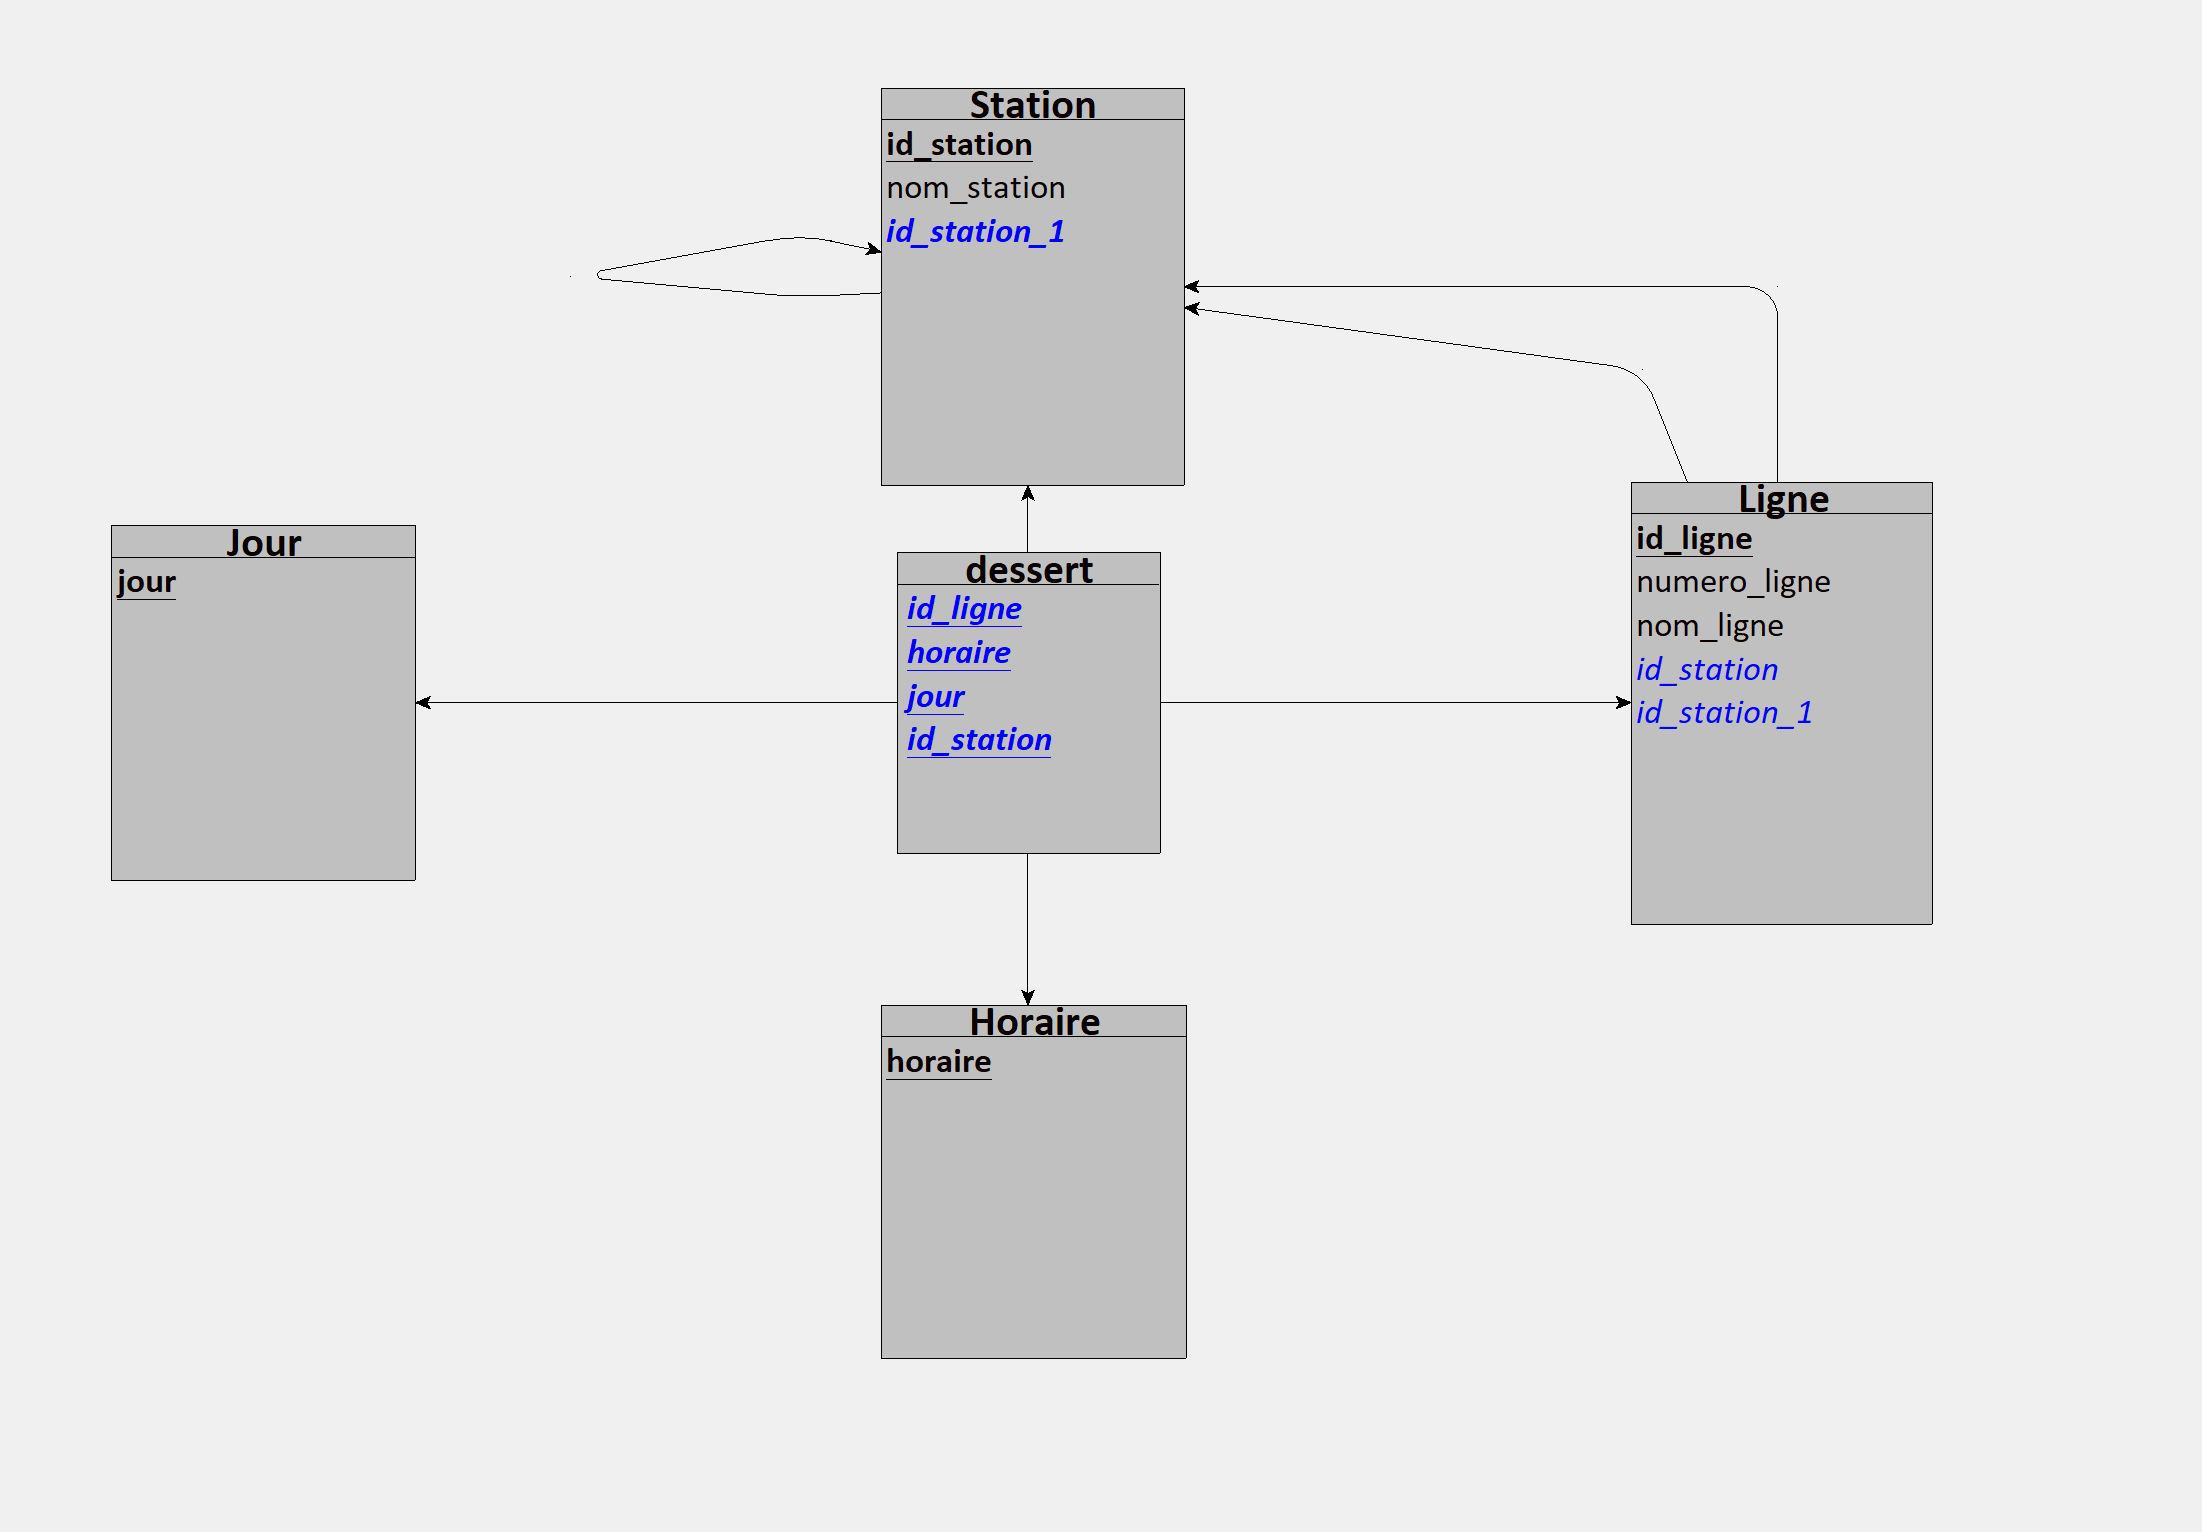 Station
id_station
nom_station
id_station_1
Jour
jour
dessert
id_ligne
horaire
jour
id_station
Ligne
id_ligne
numero_ligne
nom_ligne
id_station
id_station_1
Horaire
horaire